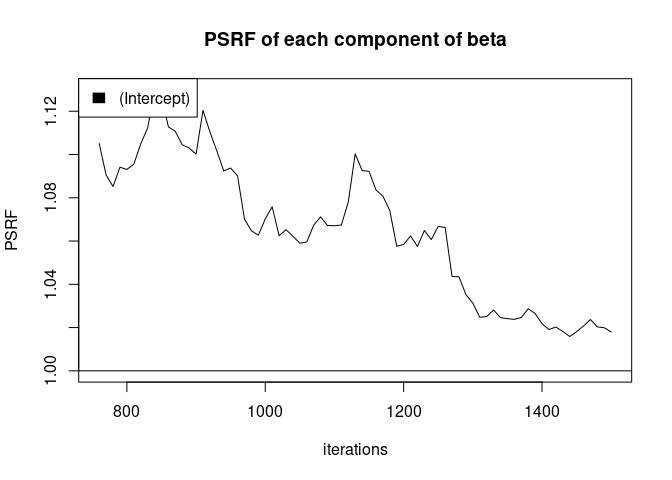 PSRF of each component of beta
(Intercept)
PSRF
1.12
1.08
1.04
1.00
800 1000 1200 1400
iterations